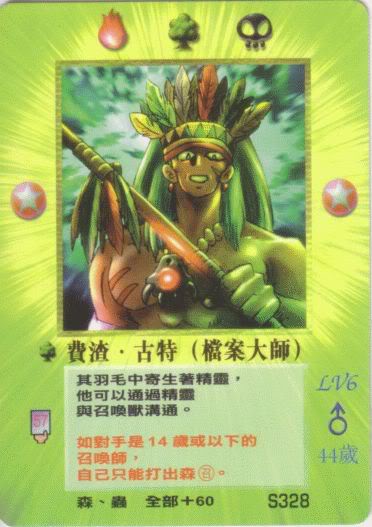 費渣·古特（檔案大師）
其羽毛中寄生著精靈，
他可以通過精靈
與召喚獸溝通。
LV6
57
如對手是14歲或以下的
召喚師，
自己只能打出森召。
44歲
森、蟲 全部+60
S328